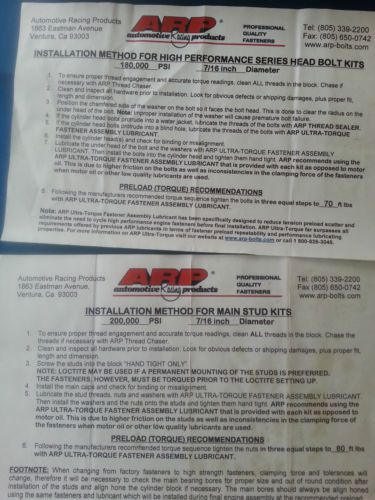 Automotive Racing Products
1863 Eastman Avenue
Ventura, Ca 93003
ARP
automotive Racing products
PROFESSIONAL
QUALITY
FASTENERS
Tel: (805) 339-2200
Fax: (805) 650-0742
www.arp-bolts.com
INSTALLATION METHOD FOR HIGH PERFORMANCE SERIES HEAD BOLT KITS
180,000 PSI 7/16 inch Diameter
1. To ensure proper thread engagement and accurate torque readings, clean ALL threads in the block. Chase if
necessary with ARP Thread Chaser.
2. Clean and inspect all hardware prior to installation. Look for obvious defects or shipping damages, plus proper fit,
length and dimension.
3. Position the chamfered side of the washer on the bolt so it faces the bolt head. This is done to clear the radius on the
under head of the bolt. Note: Improper installation of the washer will cause premature bolt failure.
4. If the cylinder head bolts protrude into a water jacket, lubricate the threads of the bolts with ARP THREAD SEALER.
5. If the cylinder head bolts protrude into a blind hole, lubricate the threads of the bolts with ARP ULTRA-TORQUE
FASTENER ASSEMBLY LUBRICANT.
6. Install the cylinder head(s) and check for binding or misalignment.
7. Lubricate the under head of the bolt and the washers with ARP ULTRA-TORQUE FASTENER ASSEMBLY
LUBRICANT. Then install the bolts into the cylinder head and tighten them hand tight. ARP recommends using the
ARP ULTRA-TORQUE FASTENER ASSEMBLY LUBRICANT that is provided with each kit as opposed to motor
oil. This is due to higher friction on the bolts as well as inconsistencies in the clamping force of the fasteners
when motor oil or other low quality lubricants are used.
PRELOAD (TORQUE) RECOMMENDATIONS
8. Following the manufacturers recommended torque sequence tighten the bolts in three equal steps to 70 ft lbs
with ARP ULTRA-TORQUE FASTENER ASSEMBLY LUBRICANT.
Note: ARP Ultra-Torque Fastener Assembly Lubricant has been specifically designed to reduce tension preload scatter and
eliminate the need to cycle high performance engine fasteners before final installation. ARP Ultra-Torque far surpasses all
requirements offered by previous ARP lubricants in terms of fastener preload repeatability and performance lubricating
properties. For more information on ARP Ultra-Torque visit our website at www.arp-bolts.com or call 1-800-826-3045.
Automotive Racing Products
1863 Eastman Avenue.
Ventura, Ca 93003
ARP
automotive Racing products
PROFESSIONAL
QUALITY
FASTENERS
Tel: (805) 339-2200
Fax: (805) 650-0742
www.arp-bolts.com
INSTALLATION METHOD FOR MAIN STUD KITS
200,000 PSI 7/16 inch Diameter
1. To ensure proper thread engagement and accurate torque readings, clean ALL threads in the block. Chase the
threads if necessary with ARP Thread Chaser.
2. Clean and inspect all hardware prior to installation. Look for obvious defects or shipping damages, plus proper fit,
length and dimension.
3. Screw the studs into the block "HAND TIGHT ONLY".
NOTE: LOCTITE MAY BE USED IF A PERMANENT MOUNTING OF THE STUDS IS PREFERRED.
THE FASTENERS, HOWEVER, MUST BE TORQUED PRIOR TO THE LOCTITE SETTING UP.
4. Install the main caps and check for binding or misalignment.
5. Lubricate the stud threads, nuts and washers with ARP ULTRA-TORQUE FASTENER ASSEMBLY LUBRICANT.
Then install the washers and the nuts onto the studs and tighten them hand tight. ARP recommends using the
ARP ULTRA-TORQUE FASTENER ASSEMBLY LUBRICANT that is provided with each kit as opposed to
motor oil. This is due to higher friction on the studs as well as inconsistencies in the clamping force of
the fasteners when motor oil or other low quality lubricants are used.
PRELOAD (TORQUE) RECOMMENDATIONS
6. Following the manufacturers recommended torque sequence tighten the nuts in three equal steps to 60 ft lbs
with ARP ULTRA-TORQUE FASTENER ASSEMBLY LUBRICANT.
FOOTNOTE: When changing from factory fasteners to high strength fasteners, clamping force and tolerances will
change, therefore it will be necessary to check the main bearing bores for proper size and out of round condition after
installation of the studs and align hone the cylinder block if necessary. The main bores should always be align honed
using the same fasteners and lubricant which will be installed during final